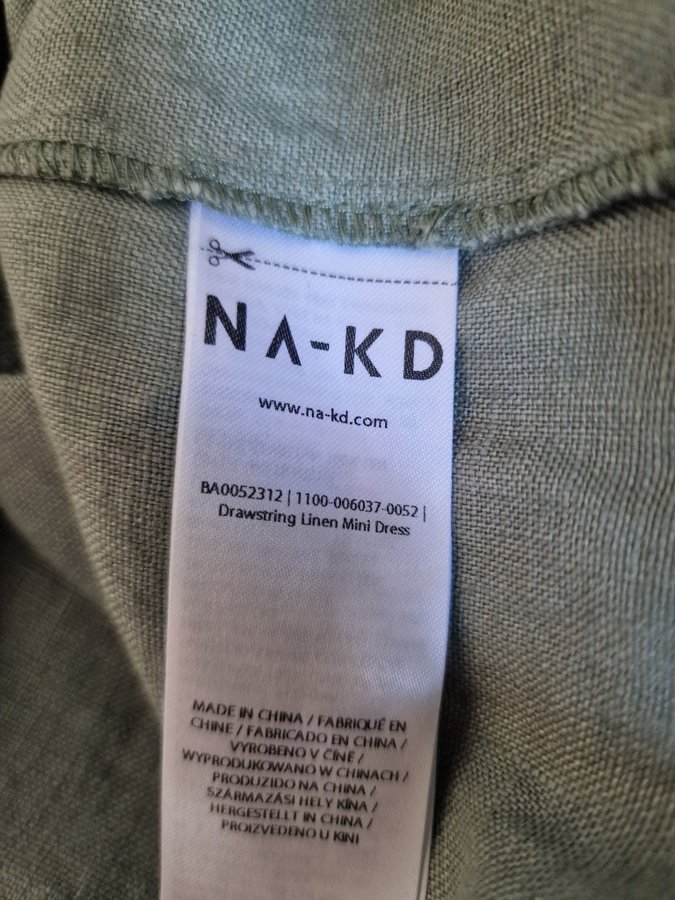 NA-KD
www.na-kd.com
BA0052312 | 1100-006037-0052 |
Drawstring Linen Mini Dress
MADE IN CHINA / FABRIQUÉ EN
CHINE / FABRICADO EN CHINA /
VYROBENO V ČÍNĚ /
WYPRODUKOWANO W CHINACH /
PRODUZIDO NA CHINA /
SZÁRMAZÁSI HELY KÍNA /
HERGESTELLT IN CHINA /
PROIZVEDENO U KINI